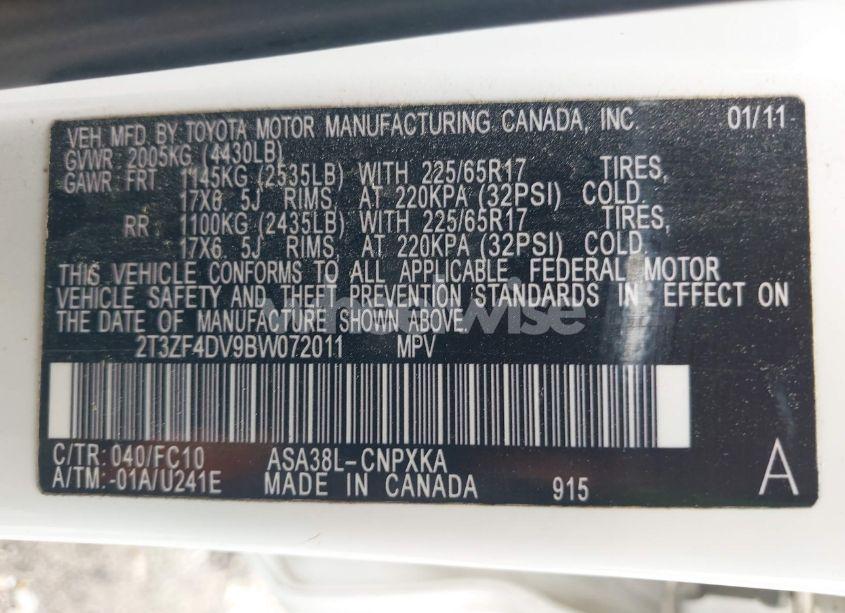 VEH. MFD BY TOYOTA MOTOR MANUFACTURING CANADA, INC. 01/11
GVWR 2005KG (4430LB)
GAWR FRT 1145KG (2535LB) WITH 225/65R17 TIRES,
17X6 5J RIMS, AT 220KPA (32PSI) COLD.
RR 1100KG (2435LB) WITH 225/65R17 TIRES,
17X6 5J RIMS, AT 220KPA (32PSI) COLD.
THIS VEHICLE CONFORMS TO ALL APPLICABLE FEDERAL MOTOR
VEHICLE SAFETY AND THEFT PREVENTION STANDARDS IN EFFECT ON
THE DATE OF MANUFACTURE SHOWN ABOVE.
2T3ZF4DV9BW072011 MPV
C/TR: 040/FC10 ASA38L-CNPXKA
A/TM: -01A/U241E MADE IN CANADA 915 A